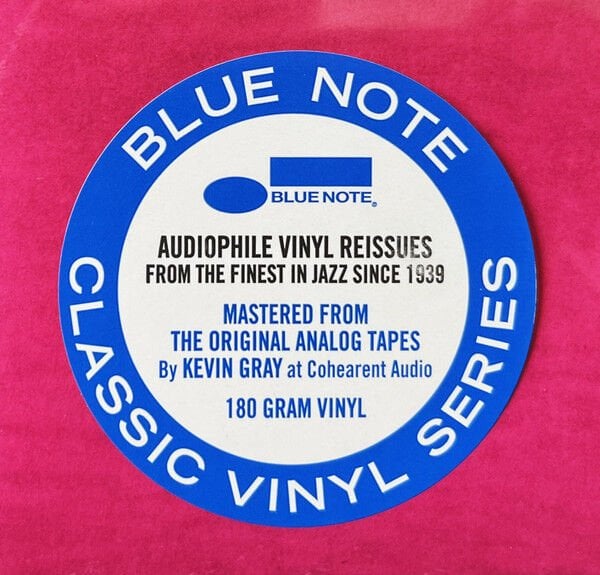 BLUE NOTE
BLUE NOTE®
AUDIOPHILE VINYL REISSUES
FROM THE FINEST IN JAZZ SINCE 1939
MASTERED FROM
THE ORIGINAL ANALOG TAPES
By KEVIN GRAY at Cohearent Audio
180 GRAM VINYL
CLASSIC VINYL SERIES